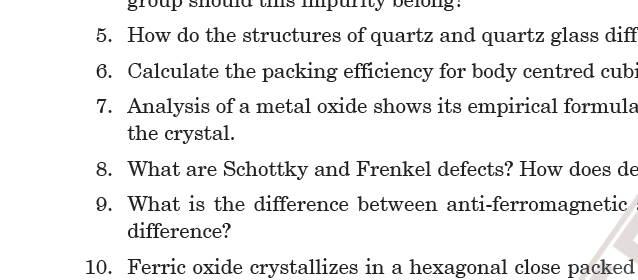 group should this impurity belong?
5. How do the structures of quartz and quartz glass diff
6. Calculate the packing efficiency for body centred cubi
7. Analysis of a metal oxide shows its empirical formula
the crystal.
8. What are Schottky and Frenkel defects? How does de
9. What is the difference between anti-ferromagnetic
difference?
10. Ferric oxide crystallizes in a hexagonal close packed